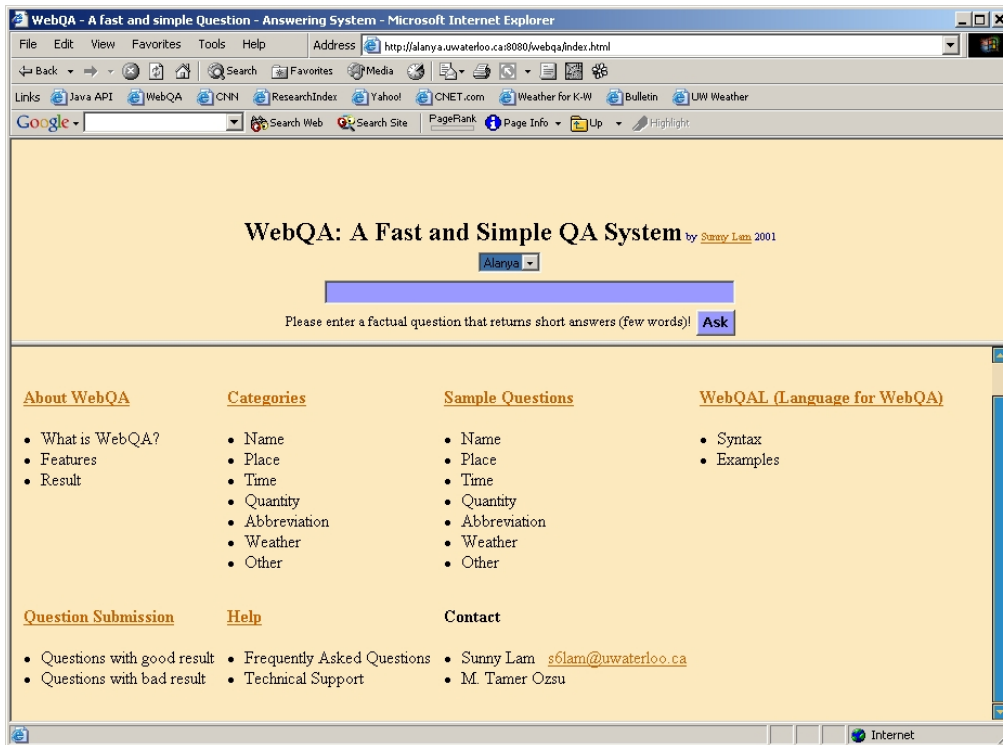 WebQA - A fast and simple Question - Answering System - Microsoft Internet Explorer
File Edit View Favorites Tools Help Address http://alanya.uwaterloo.ca:8080/webqa/index.html
Back Search Favorites Media
Links Java API WebQA CNN ResearchIndex Yahoo! CNET.com Weather for K-W Bulletin UW Weather
Google Search Web Search Site PageRank Page Info Up Highlight
WebQA: A Fast and Simple QA System by Sunny Lam 2001
Alanya
Please enter a factual question that returns short answers (few words)! Ask
About WebQA
• What is WebQA?
• Features
• Result
Categories
• Name
• Place
• Time
• Quantity
• Abbreviation
• Weather
• Other
Sample Questions
• Name
• Place
• Time
• Quantity
• Abbreviation
• Weather
• Other
WebQAL (Language for WebQA)
• Syntax
• Examples
Question Submission
• Questions with good result
• Questions with bad result
Help
• Frequently Asked Questions
• Technical Support
Contact
• Sunny Lam s6lam@uwaterloo.ca
• M. Tamer Ozsu
Internet